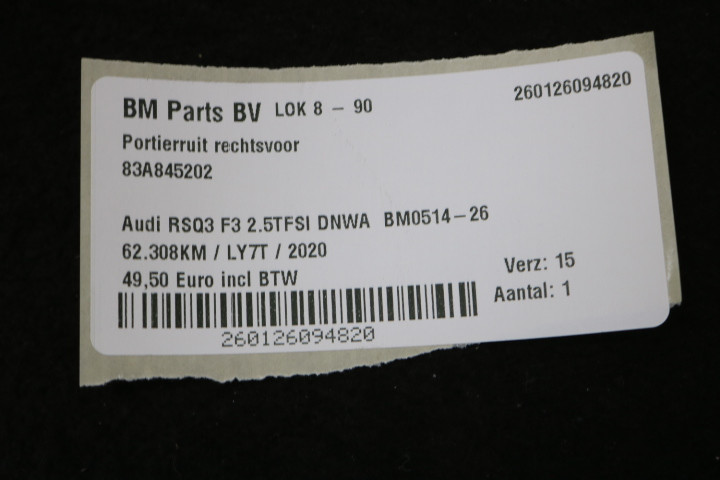 BM Parts BV LOK 8 - 90 260126094820
Portierruit rechtsvoor
83A845202
Audi RSQ3 F3 2.5TFSI DNWA BM0514-26
62.308KM / LY7T / 2020
49,50 Euro incl BTW
Verz: 15
Aantal: 1
260126094820